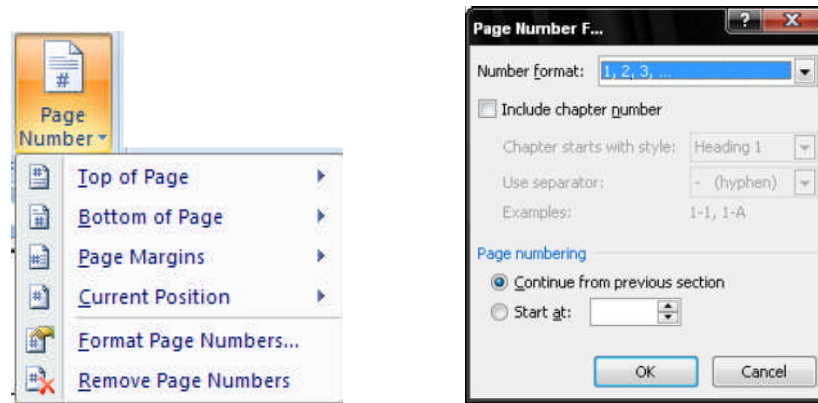 #
Page
Number
Top of Page
Bottom of Page
Page Margins
Current Position
Format Page Numbers...
Remove Page Numbers
Page Number F...
?
X
Number format: 1, 2, 3, ...
Include chapter number
Chapter starts with style: Heading 1
Use separator: - (hyphen)
Examples: 1-1, 1-A
Page numbering
Continue from previous section
Start at:
OK Cancel